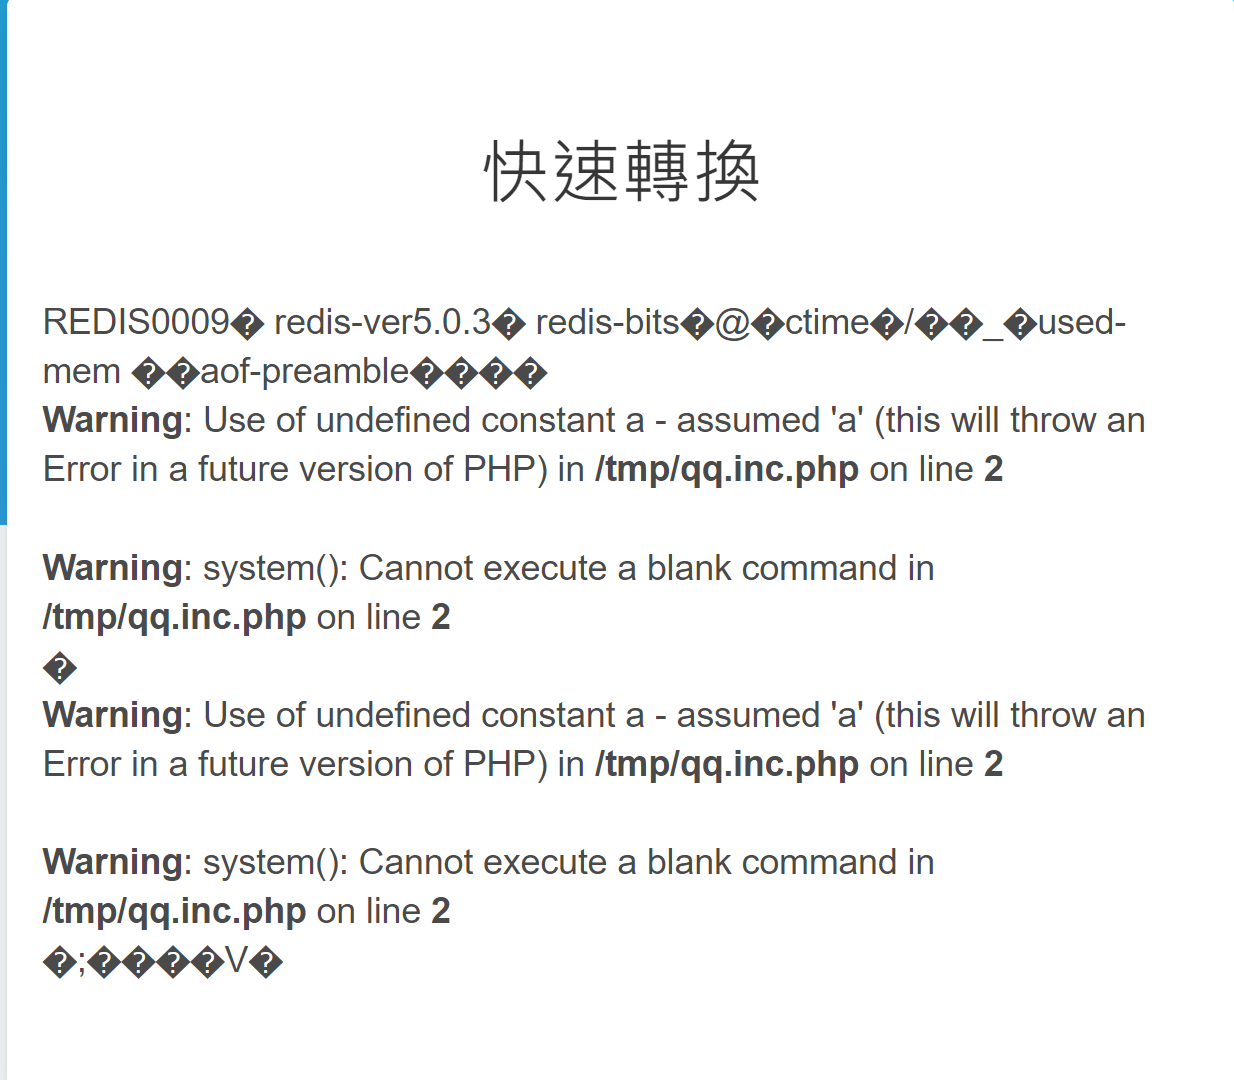 快速轉換
REDIS0009� redis-ver5.0.3� redis-bits�@�ctime�/��_�used-
mem ��aof-preamble����
Warning: Use of undefined constant a - assumed 'a' (this will throw an
Error in a future version of PHP) in /tmp/qq.inc.php on line 2
Warning: system(): Cannot execute a blank command in
/tmp/qq.inc.php on line 2
�
Warning: Use of undefined constant a - assumed 'a' (this will throw an
Error in a future version of PHP) in /tmp/qq.inc.php on line 2
Warning: system(): Cannot execute a blank command in
/tmp/qq.inc.php on line 2
�;����V�